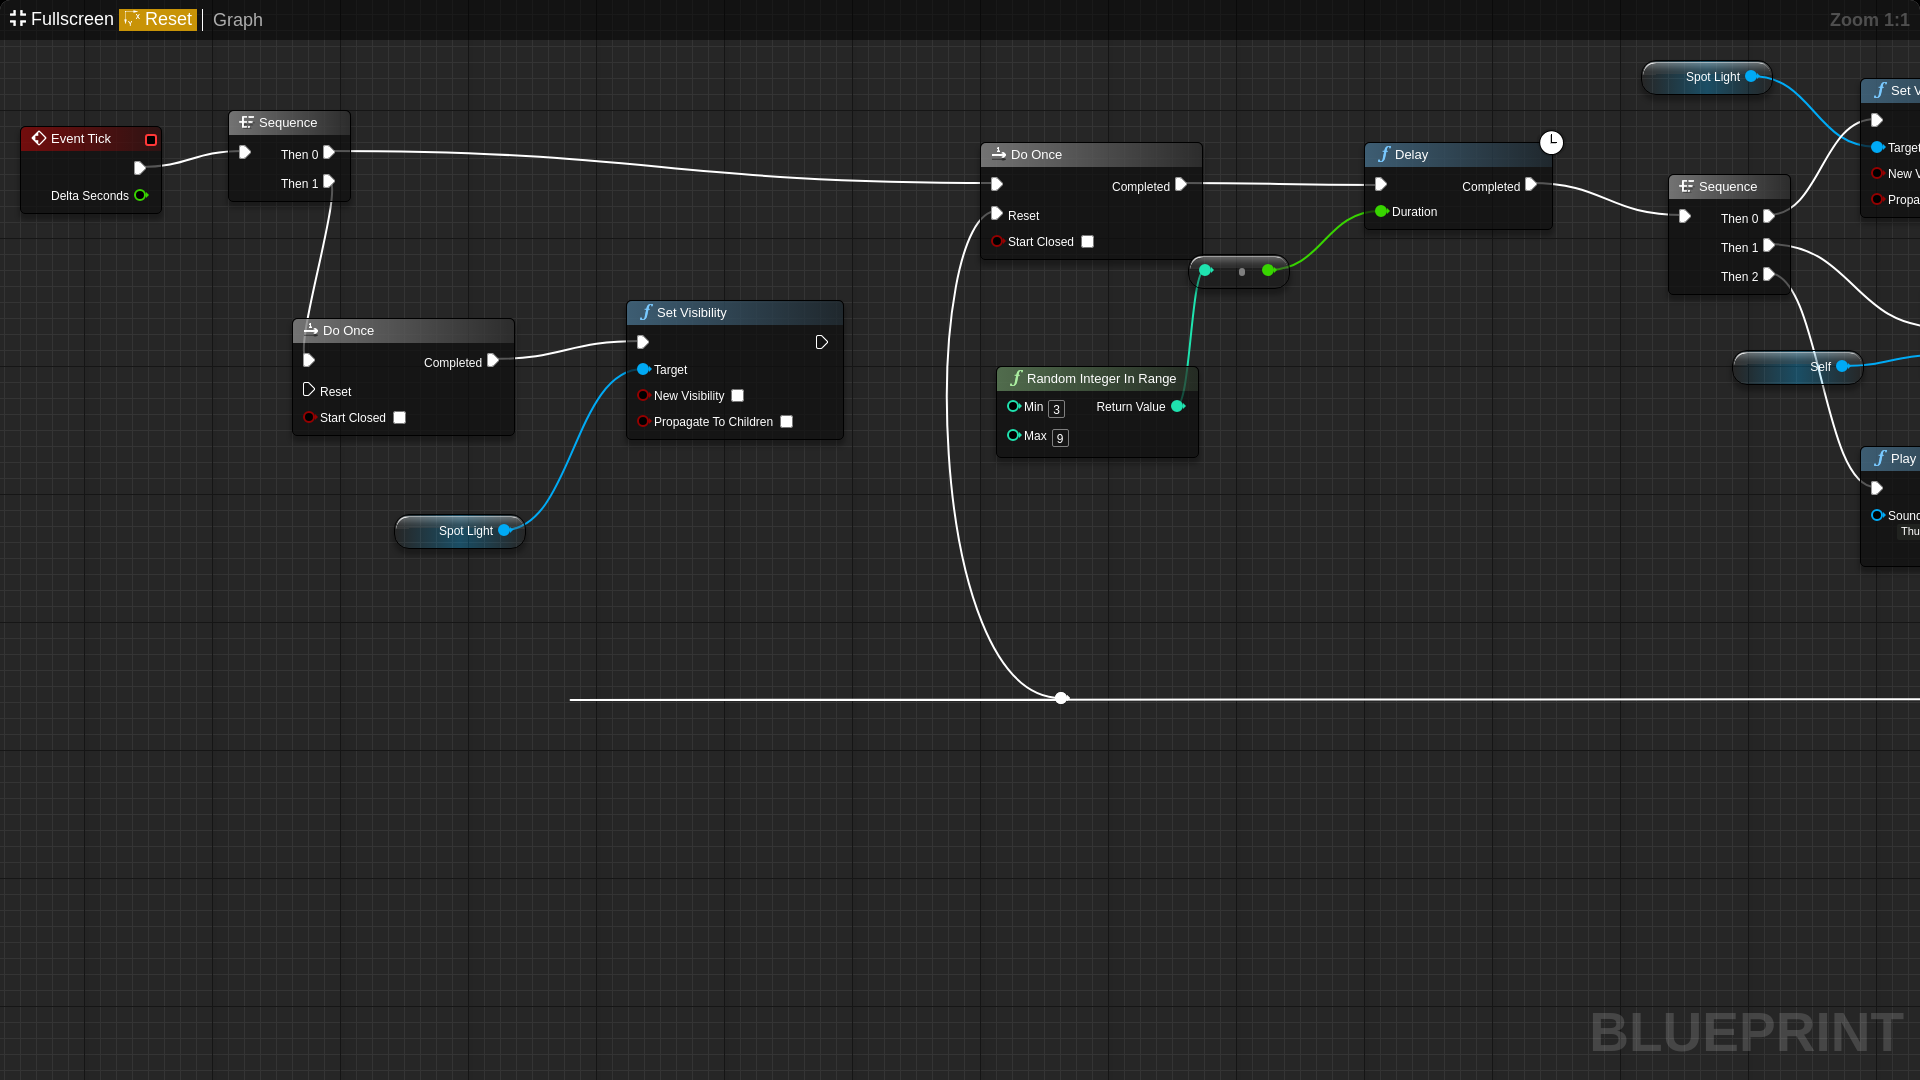 Fullscreen Reset Graph Zoom 1:1
Event Tick
Delta Seconds
Sequence
Then 0
Then 1
Do Once
Completed
Reset
Start Closed
Set Visibility
Target
New Visibility
Propagate To Children
Spot Light
Do Once
Completed
Reset
Start Closed
Random Integer In Range
Min 3 Return Value
Max 9
Delay
Completed
Duration
Sequence
Then 0
Then 1
Then 2
Spot Light
Set V
Target
New V
Propa
Self
Play
Sound
Thu
BLUEPRINT